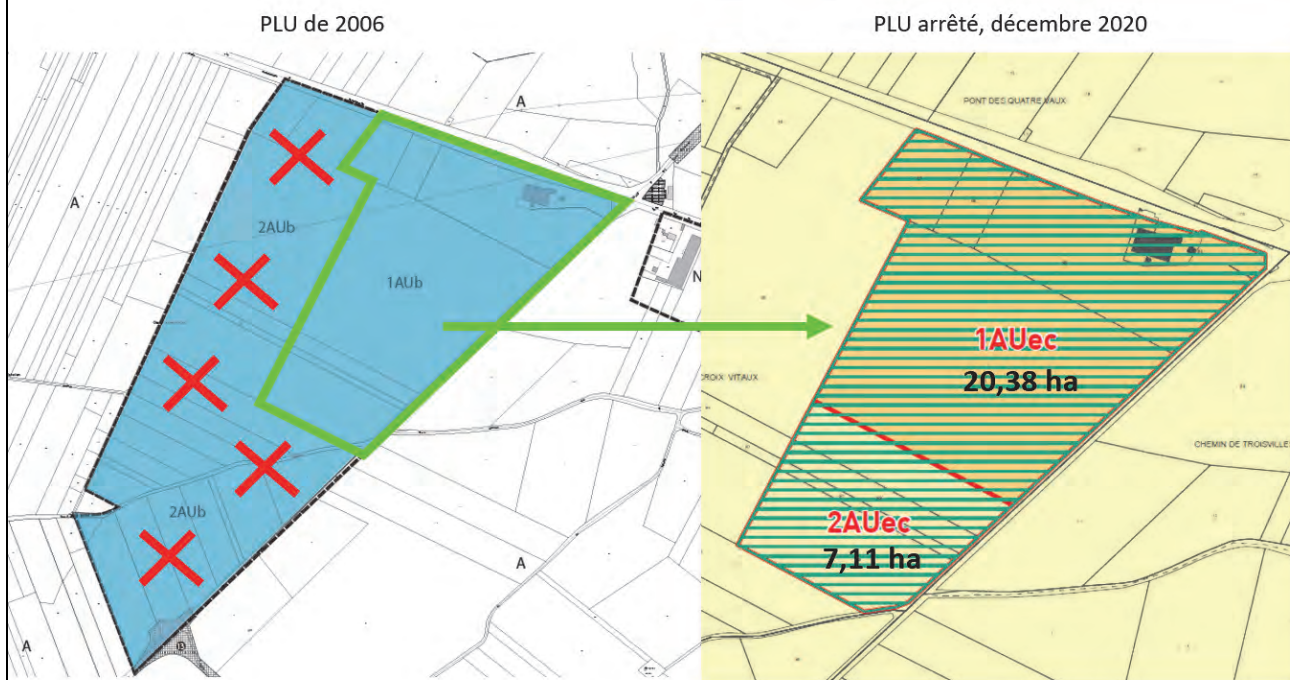 PLU de 2006
PLU arrêté, décembre 2020
A
A
2AUb
1AUb
N
2AUb
A
A
PONT DES QUATRE VAUX
1AUec
20,38 ha
CROIX VITAUX
CHEMIN DE TROISVILLE
2AUec
7,11 ha